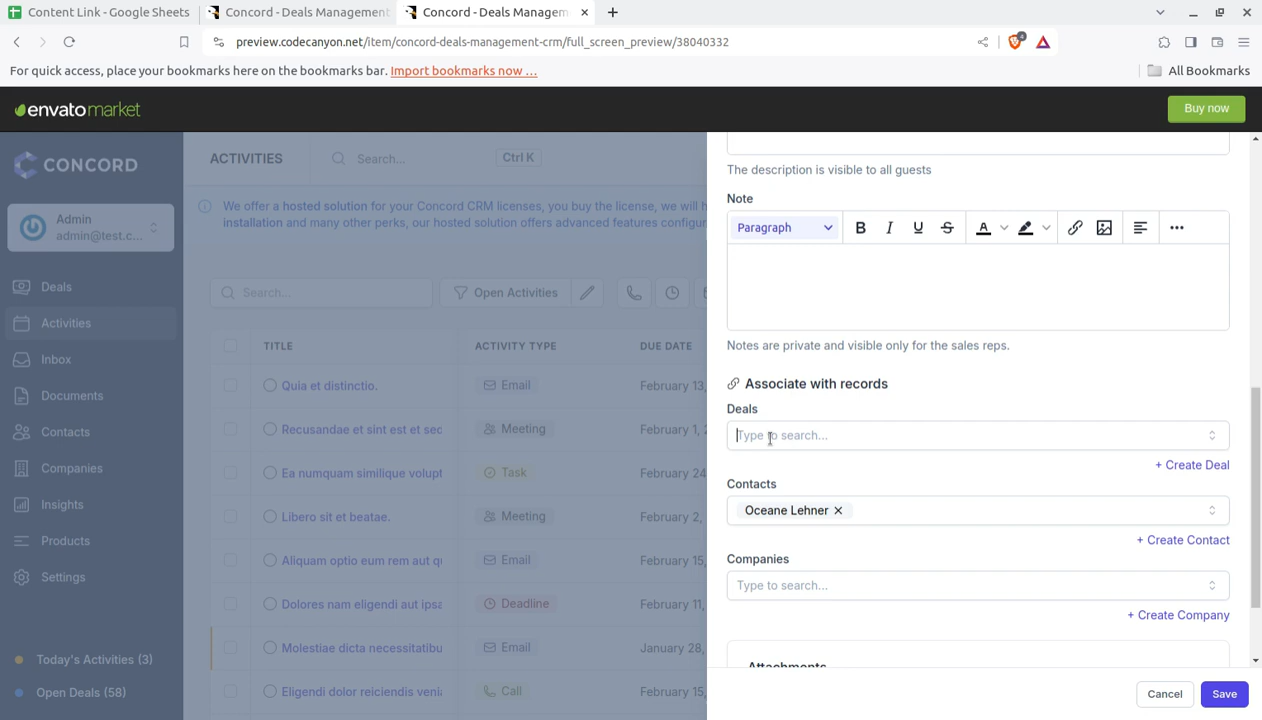 Content Link - Google Sheets
Concord - Deals Management
Concord - Deals Managem
preview.codecanyon.net/item/concord-deals-management-crm/full_screen_preview/38040332
4
For quick access, place your bookmarks here on the bookmarks bar. Import bookmarks now ...
All Bookmarks
envatomarket
Buy now
CONCORD
ACTIVITIES
Search...
Ctrl K
We offer a hosted solution for your Concord CRM licenses, you buy the license, we will h
installation and many other perks, our hosted solution offers advanced features configur
Admin
admin@test.c...
Deals
Activities
Inbox
Documents
Contacts
Companies
Insights
Products
Settings
Today's Activities (3)
Open Deals (58)
Search...
Open Activities
TITLE
ACTIVITY TYPE
DUE DATE
Quia et distinctio.
Email
February 13,
Recusandae et sint est et sed
Meeting
February 1, 2
Ea numquam similique volupt
Task
February 24
Libero sit et beatae.
Meeting
February 2,
Aliquam optio eum rem aut qu
Email
February 15,
Dolores nam eligendi aut ipsa
Deadline
February 11,
Molestiae dicta necessitatibu
Email
January 28,
Eligendi dolor reiciendis veni
Call
February 15,
The description is visible to all guests
Note
Paragraph
B I U S A
Notes are private and visible only for the sales reps.
Associate with records
Deals
Type to search...
+ Create Deal
Contacts
Oceane Lehner
+ Create Contact
Companies
Type to search...
+ Create Company
Attachments
Cancel
Save